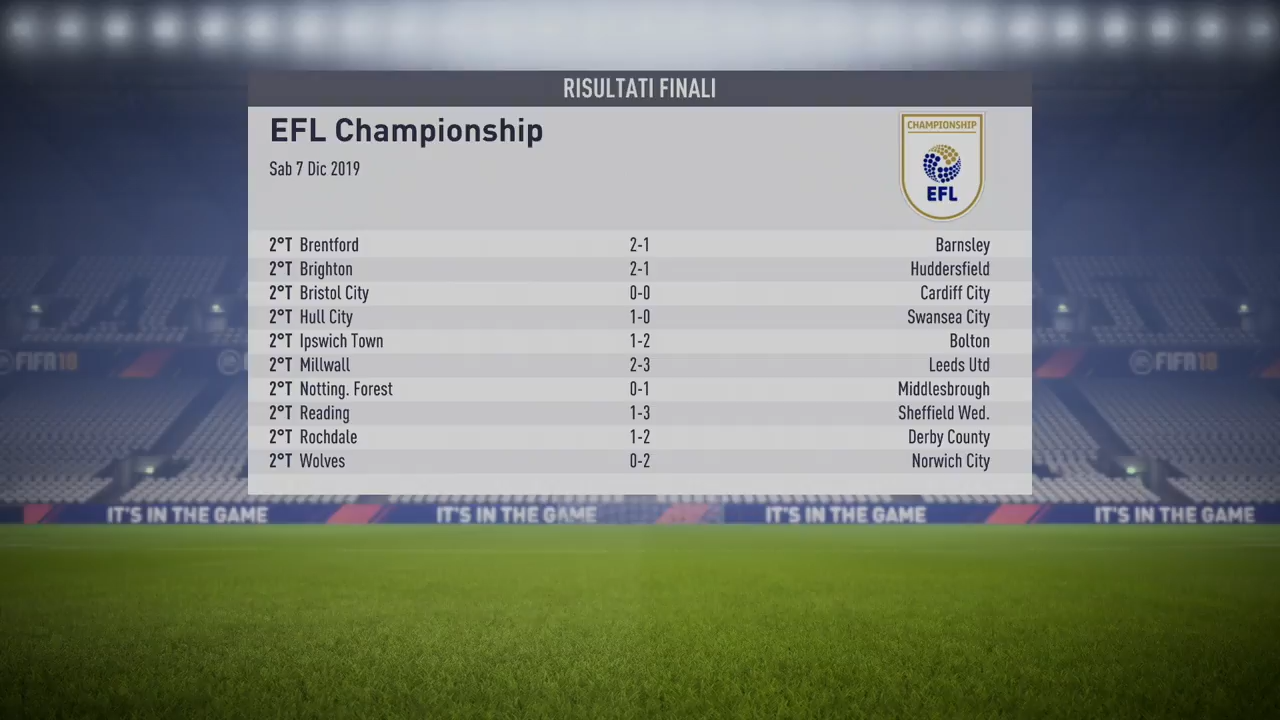 RISULTATI FINALI
EFL Championship
CHAMPIONSHIP
EFL
Sab 7 Dic 2019
2°T Brentford 2-1 Barnsley
2°T Brighton 2-1 Huddersfield
2°T Bristol City 0-0 Cardiff City
2°T Hull City 1-0 Swansea City
2°T Ipswich Town 1-2 Bolton
2°T Millwall 2-3 Leeds Utd
2°T Notting. Forest 0-1 Middlesbrough
2°T Reading 1-3 Sheffield Wed.
2°T Rochdale 1-2 Derby County
2°T Wolves 0-2 Norwich City
FIFA18
FIFA18
IT'S IN THE GAME IT'S IN THE GAME IT'S IN THE GAME IT'S IN THE GAME